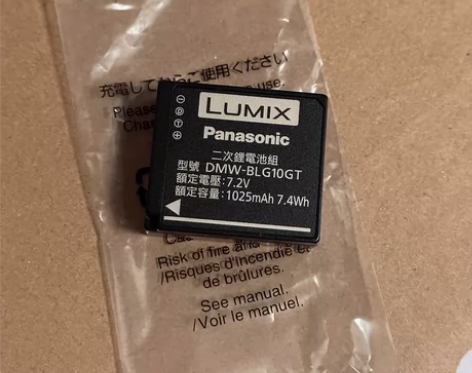 充電してからご使用ください
Please
LUMIX
Panasonic
二次鋰電池組
型號 DMW-BLG10GT
額定電壓:7.2V
額定容量:1025mAh 7.4Wh
Risk of fire and
/Risques d'incendie et
de brûlures.
See manual.
/Voir le manuel.